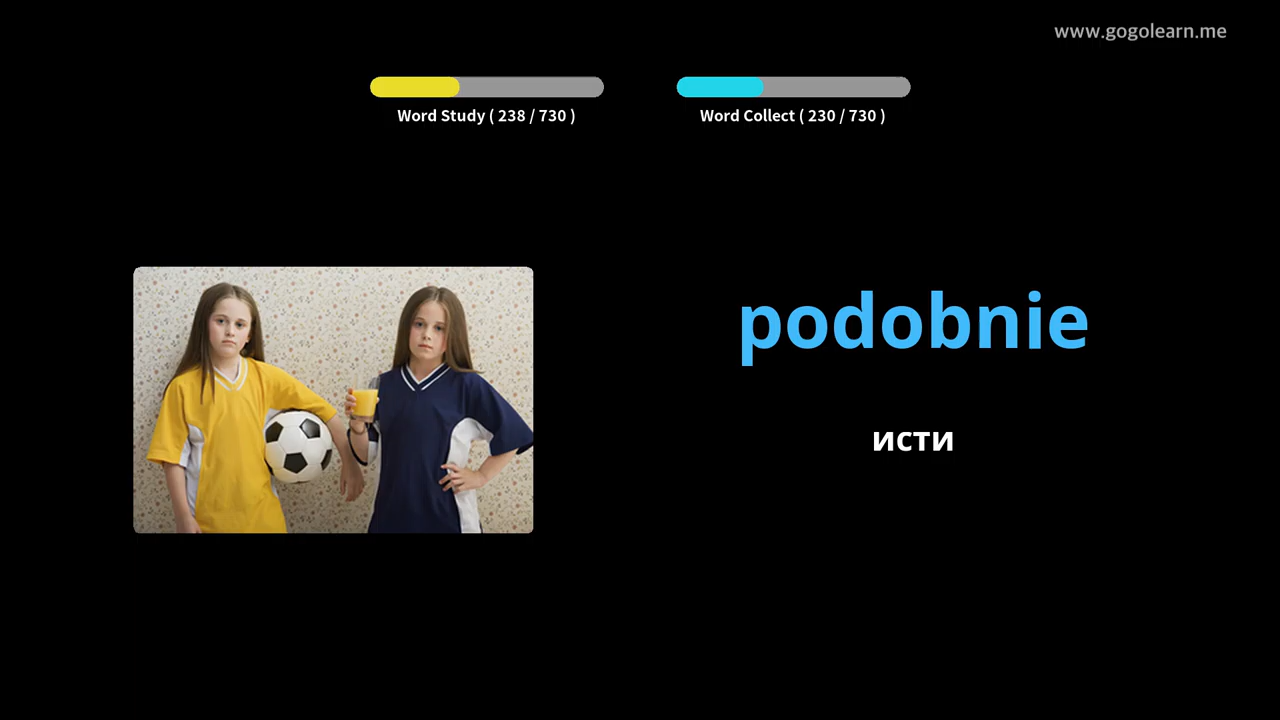 www.gogolearn.me
Word Study ( 238 / 730 )
Word Collect ( 230 / 730 )
podobnie
исти